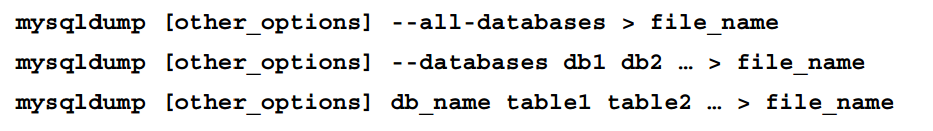 mysqldump [other_options] --all-databases > file_name
mysqldump [other_options] --databases db1 db2 … > file_name
mysqldump [other_options] db_name table1 table2 … > file_name